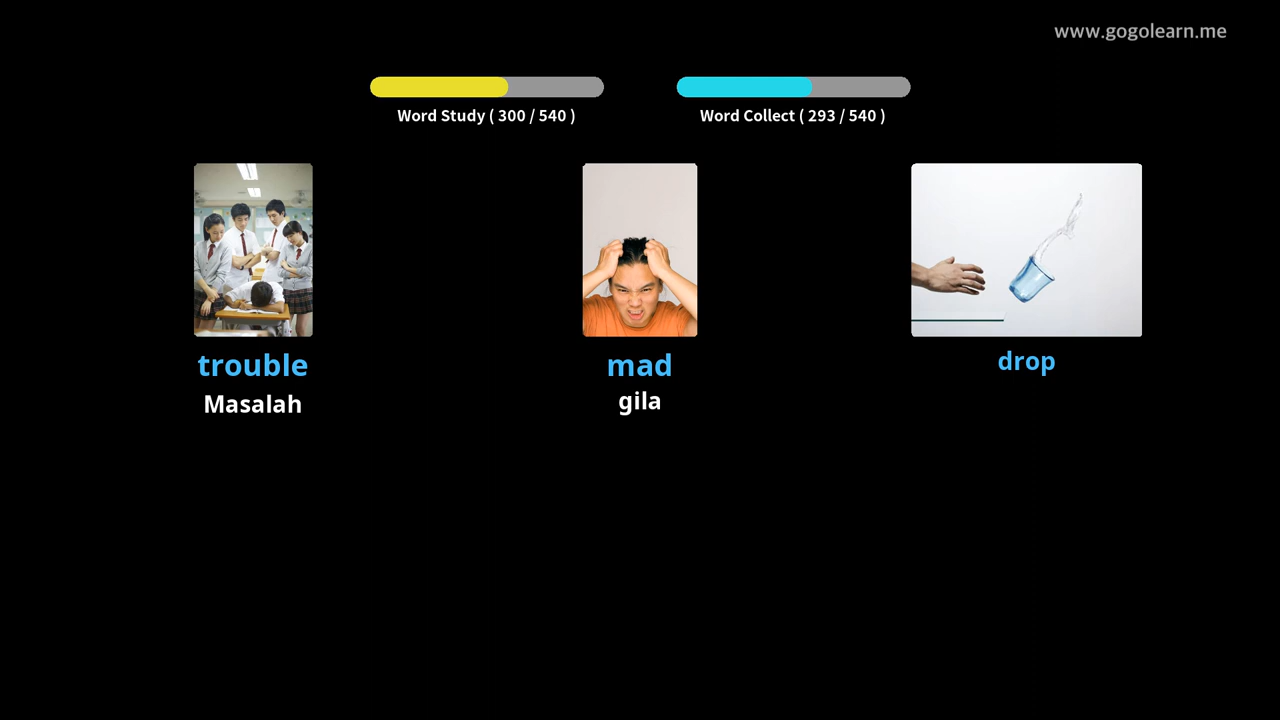 www.gogolearn.me
Word Study ( 300 / 540 )
Word Collect ( 293 / 540 )
trouble
Masalah
mad
gila
drop